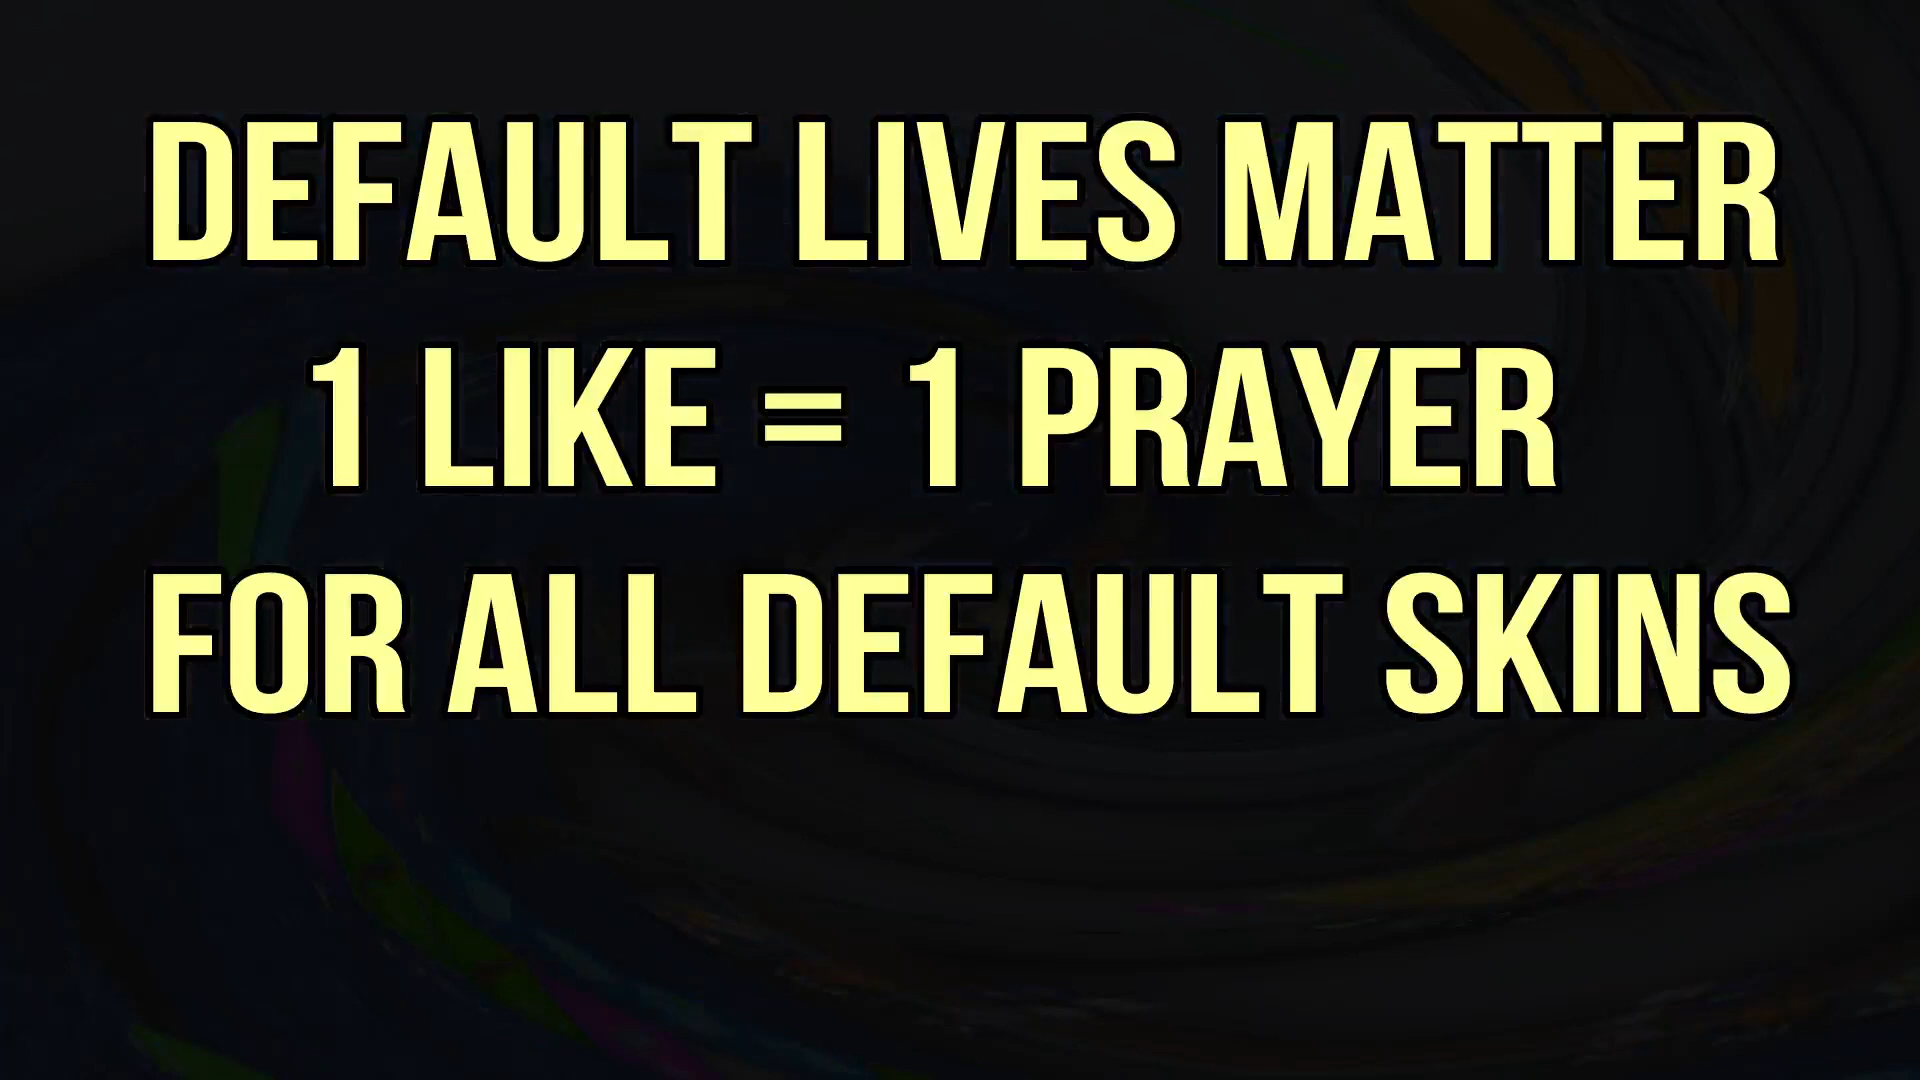 DEFAULT LIVES MATTER
1 LIKE = 1 PRAYER
FOR ALL DEFAULT SKINS